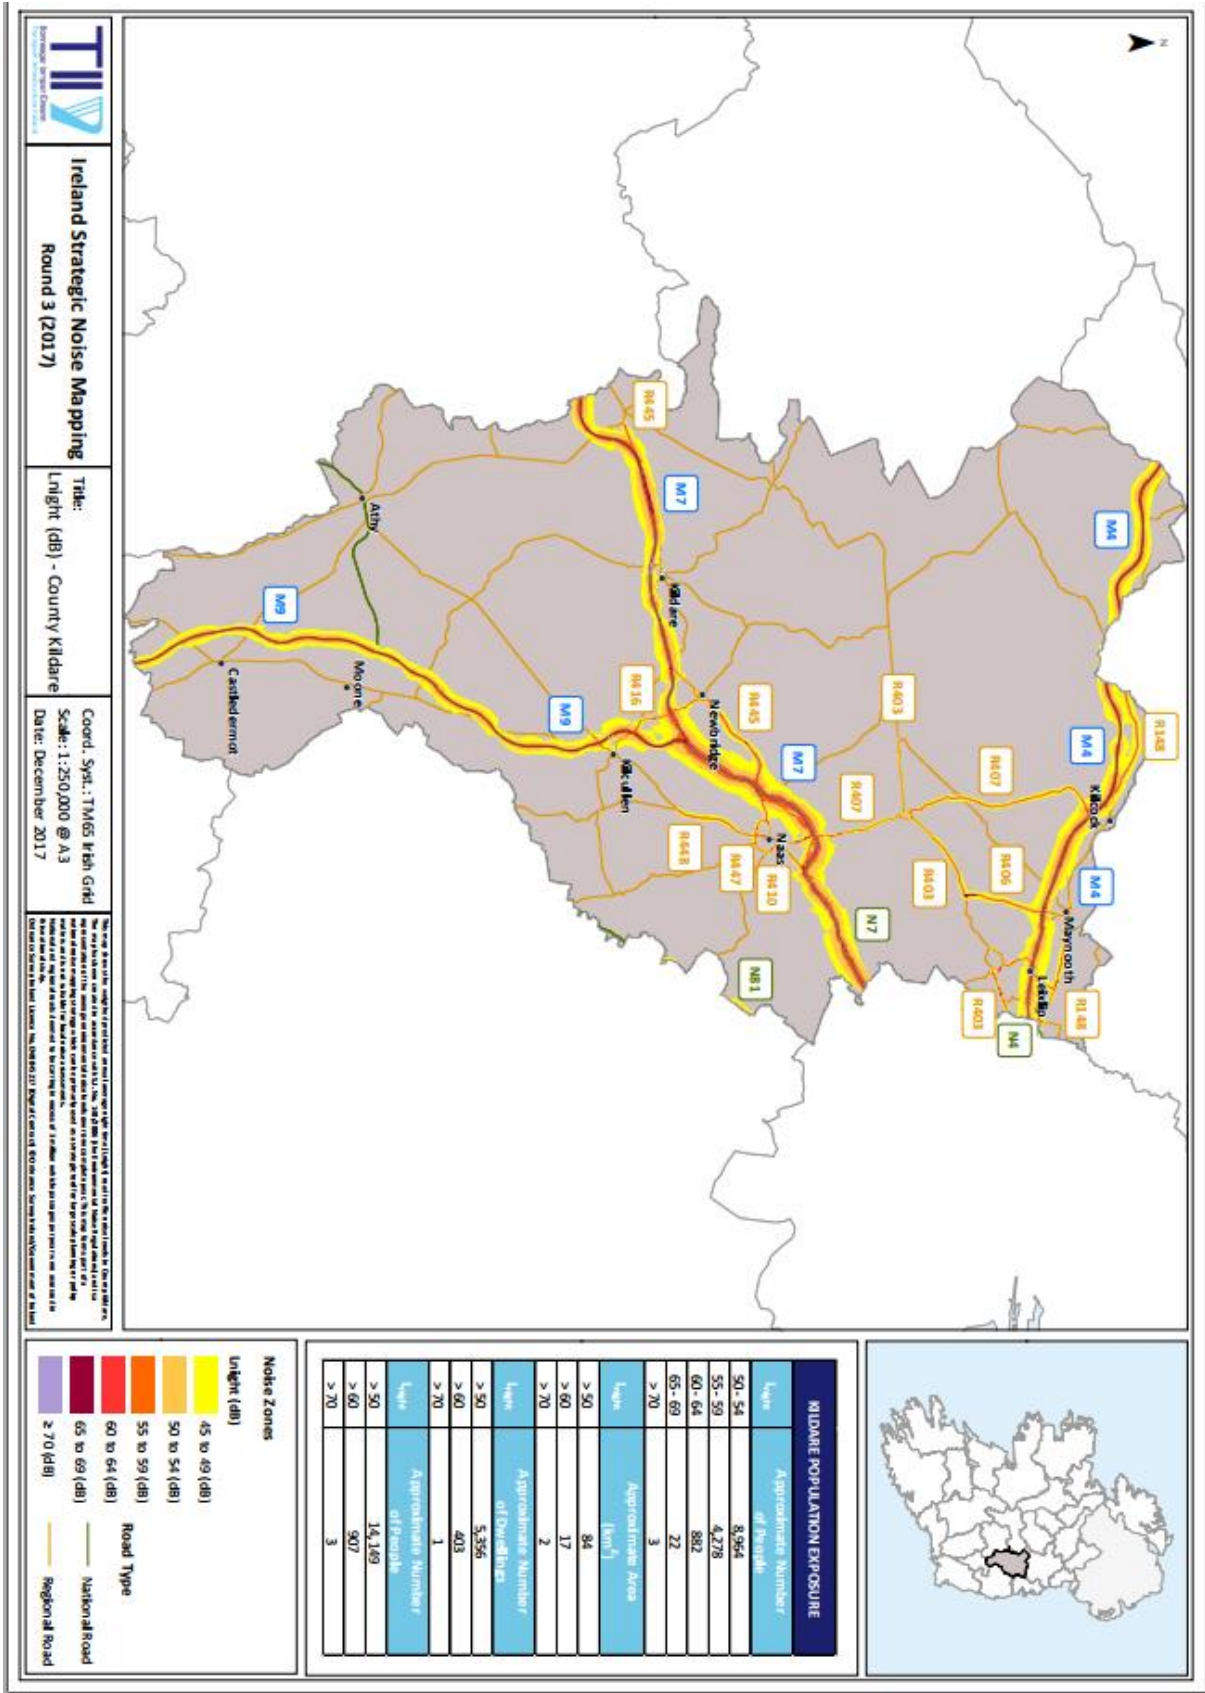 N
R148
M4
M4
Kilcock
M4
Maynooth
R148
Leixlip
N4
R407
R406
R403
R403
R403
R407
N7
M7
R445
Newbridge
Naas
R410
R447
R448
N81
R445
M7
Kildare
R416
Kilcullen
M9
Athy
Moone
M9
Castledermot
KILDARE POPULATION EXPOSURE
Lnight Approximate Number of People
50 - 54 8,964
55 - 59 4,278
60 - 64 882
65 - 69 22
> 70 3
Lnight Approximate Area (km²)
> 50 84
> 60 17
> 70 2
Lnight Approximate Number of Dwellings
> 50 5,356
> 60 403
> 70 1
Lnight Approximate Number of People
> 50 14,149
> 60 907
> 70 3
Noise Zones
Lnight (dB)
45 to 49 (dB)
50 to 54 (dB)
55 to 59 (dB)
60 to 64 (dB)
65 to 69 (dB)
≥ 70 (dB)
Road Type
National Road
Regional Road
TII
Bonneagar Iompair Éireann
Transport Infrastructure Ireland
Ireland Strategic Noise Mapping
Round 3 (2017)
Title:
Lnight (dB) - County Kildare
Coord. Syst.: TM65 Irish Grid
Scale: 1:250,000 @ A3
Date: December 2017